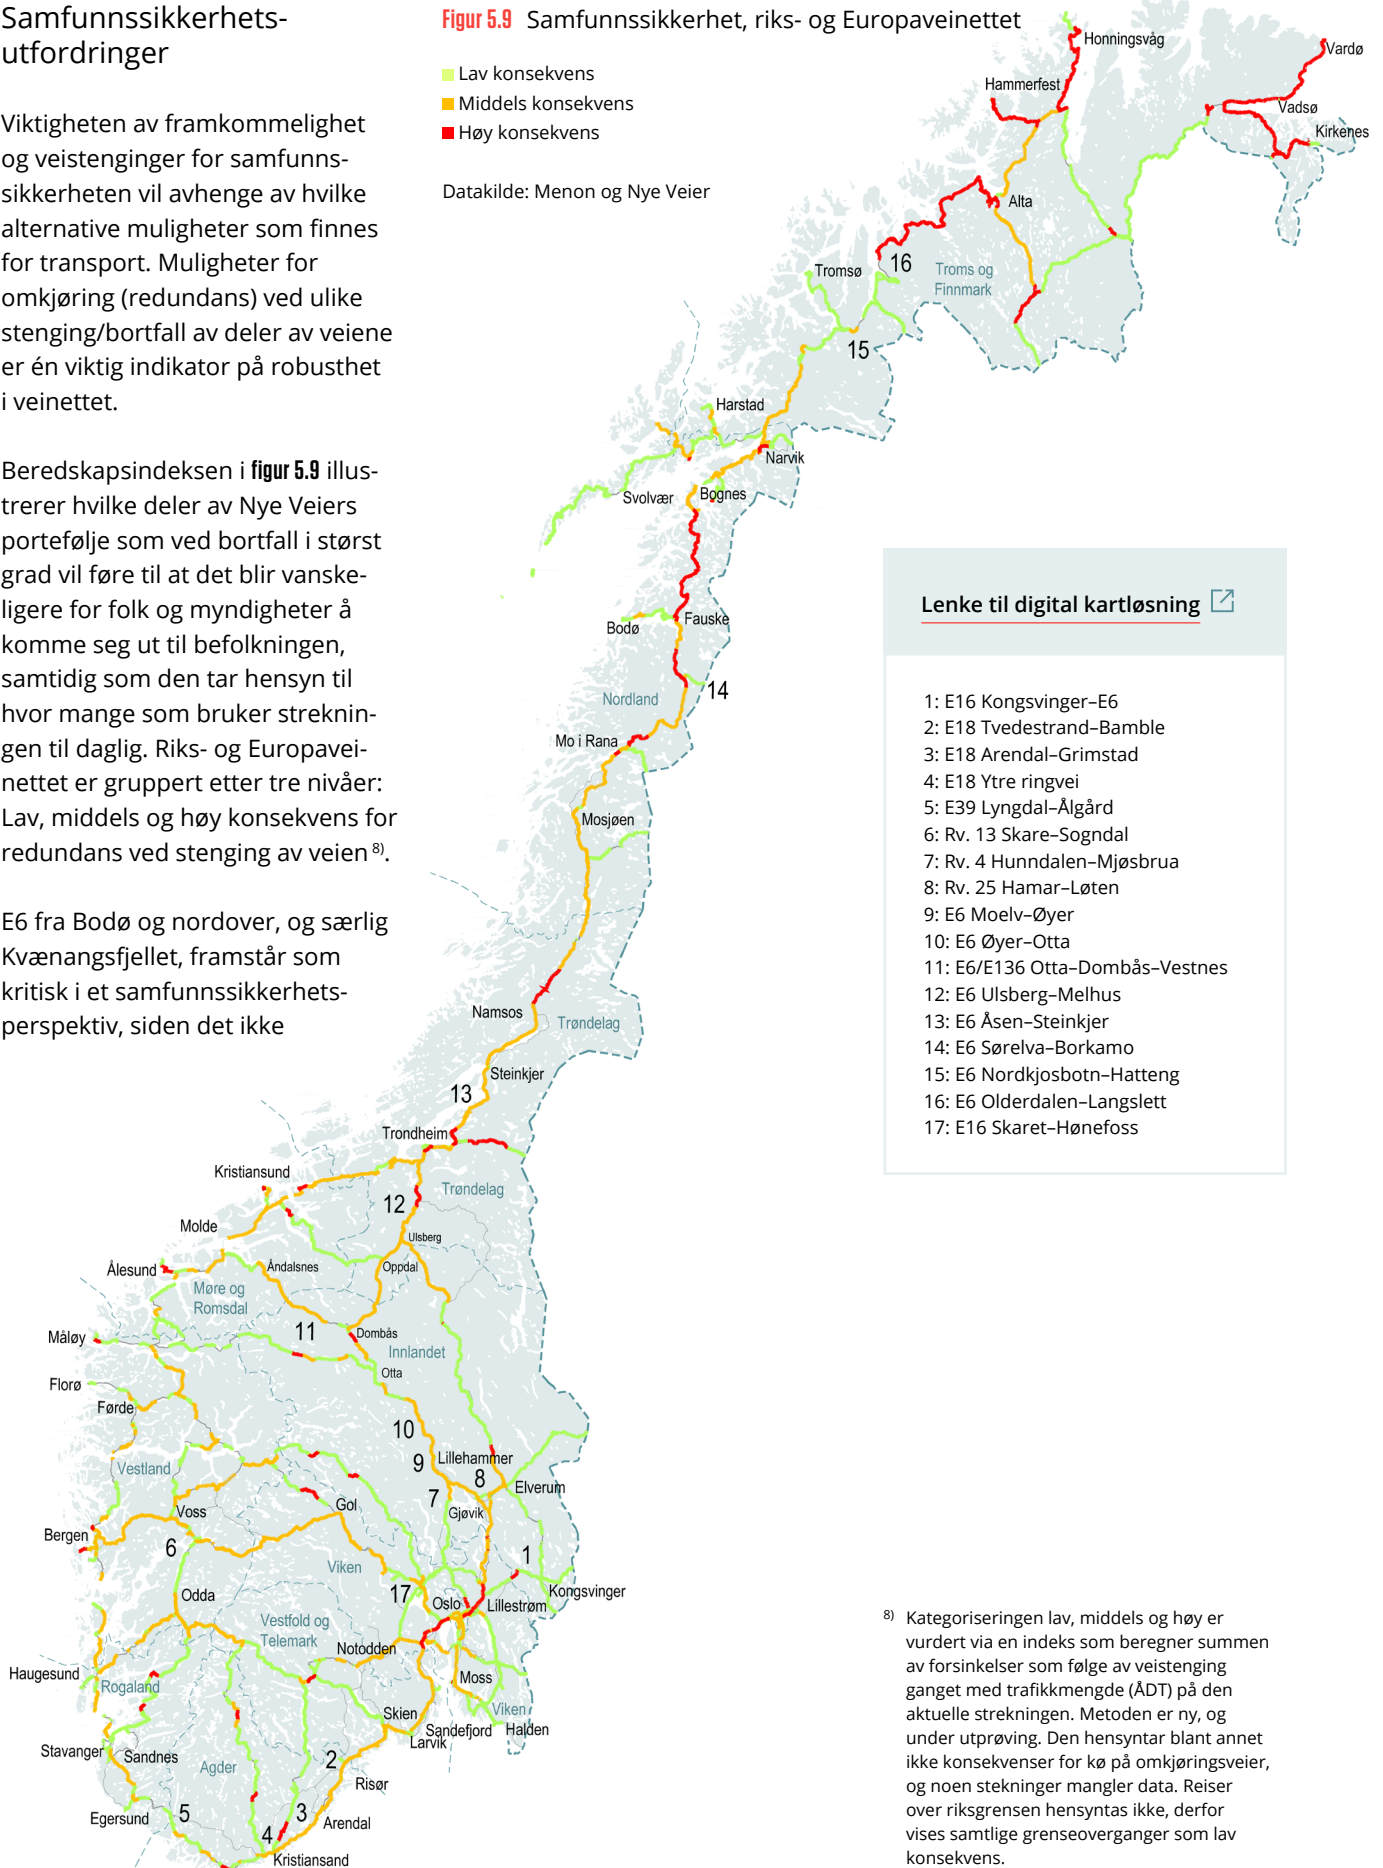 Samfunnssikkerhets-
utfordringer
Viktigheten av framkommelighet
og veistenginger for samfunns-
sikkerheten vil avhenge av hvilke
alternative muligheter som finnes
for transport. Muligheter for
omkjøring (redundans) ved ulike
stenging/bortfall av deler av veiene
er én viktig indikator på robusthet
i veinettet.
Beredskapsindeksen i figur 5.9 illus-
trerer hvilke deler av Nye Veiers
portefølje som ved bortfall i størst
grad vil føre til at det blir vanske-
ligere for folk og myndigheter å
komme seg ut til befolkningen,
samtidig som den tar hensyn til
hvor mange som bruker streknin-
gen til daglig. Riks- og Europavei-
nettet er gruppert etter tre nivåer:
Lav, middels og høy konsekvens for
redundans ved stenging av veien 8).
E6 fra Bodø og nordover, og særlig
Kvænangsfjellet, framstår som
kritisk i et samfunnssikkerhets-
perspektiv, siden det ikke
Figur 5.9 Samfunnssikkerhet, riks- og Europaveinettet
Lav konsekvens
Middels konsekvens
Høy konsekvens
Datakilde: Menon og Nye Veier
Honningsvåg
Vardø
Hammerfest
Vadsø
Kirkenes
Alta
16
Tromsø
Troms og
Finnmark
15
Harstad
Narvik
Svolvær
Bognes
Fauske
Bodø
14
Nordland
Mo i Rana
Mosjøen
Namsos
Trøndelag
Steinkjer
13
Trondheim
Kristiansund
Trøndelag
12
Molde
Ulsberg
Ålesund
Åndalsnes
Oppdal
Møre og
Romsdal
Måløy
11
Dombås
Innlandet
Otta
Florø
Førde
10
Lillehammer
9
Vestland
8
Elverum
7
Gol
Gjøvik
Voss
Bergen
6
1
Viken
Kongsvinger
17
Odda
Oslo
Lillestrøm
Vestfold og
Telemark
Notodden
Haugesund
Moss
Rogaland
Viken
Skien
Sandefjord
Halden
Larvik
Stavanger
Sandnes
Agder
2
Risør
Egersund
5
3
Arendal
4
Kristiansand
Lenke til digital kartløsning
1: E16 Kongsvinger–E6
2: E18 Tvedestrand–Bamble
3: E18 Arendal–Grimstad
4: E18 Ytre ringvei
5: E39 Lyngdal–Ålgård
6: Rv. 13 Skare–Sogndal
7: Rv. 4 Hunndalen–Mjøsbrua
8: Rv. 25 Hamar–Løten
9: E6 Moelv–Øyer
10: E6 Øyer–Otta
11: E6/E136 Otta–Dombås–Vestnes
12: E6 Ulsberg–Melhus
13: E6 Åsen–Steinkjer
14: E6 Sørelva–Borkamo
15: E6 Nordkjosbotn–Hatteng
16: E6 Olderdalen–Langslett
17: E16 Skaret–Hønefoss
8) Kategoriseringen lav, middels og høy er
vurdert via en indeks som beregner summen
av forsinkelser som følge av veistenging
ganget med trafikkmengde (ÅDT) på den
aktuelle strekningen. Metoden er ny, og
under utprøving. Den hensyntar blant annet
ikke konsekvenser for kø på omkjøringsveier,
og noen stekninger mangler data. Reiser
over riksgrensen hensyntas ikke, derfor
vises samtlige grenseoverganger som lav
konsekvens.